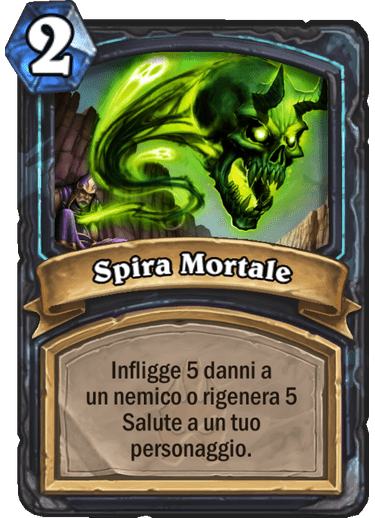 2
Spira Mortale
Infligge 5 danni a
un nemico o rigenera 5
Salute a un tuo
personaggio.